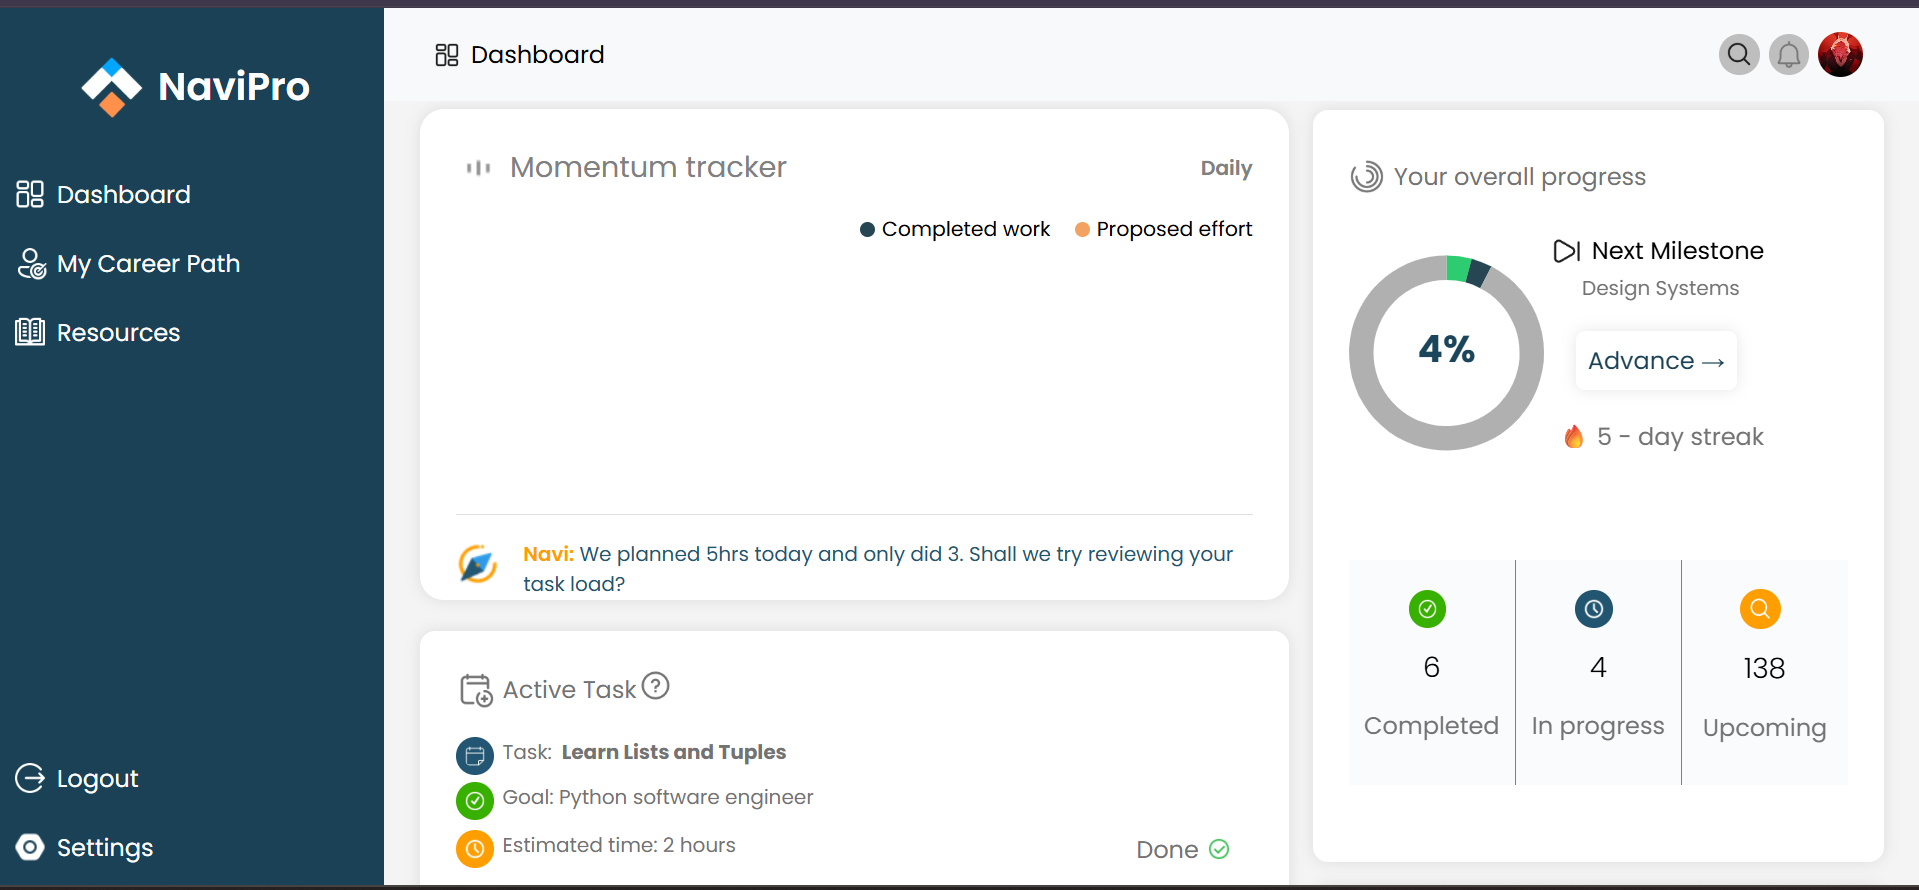 NaviPro
Dashboard
My Career Path
Resources
Logout
Settings
Dashboard
Momentum tracker
Daily
Completed work
Proposed effort
Navi: We planned 5hrs today and only did 3. Shall we try reviewing your
task load?
Active Task ?
Task: Learn Lists and Tuples
Goal: Python software engineer
Estimated time: 2 hours
Done
Your overall progress
4%
Next Milestone
Design Systems
Advance →
5 - day streak
6
Completed
4
In progress
138
Upcoming